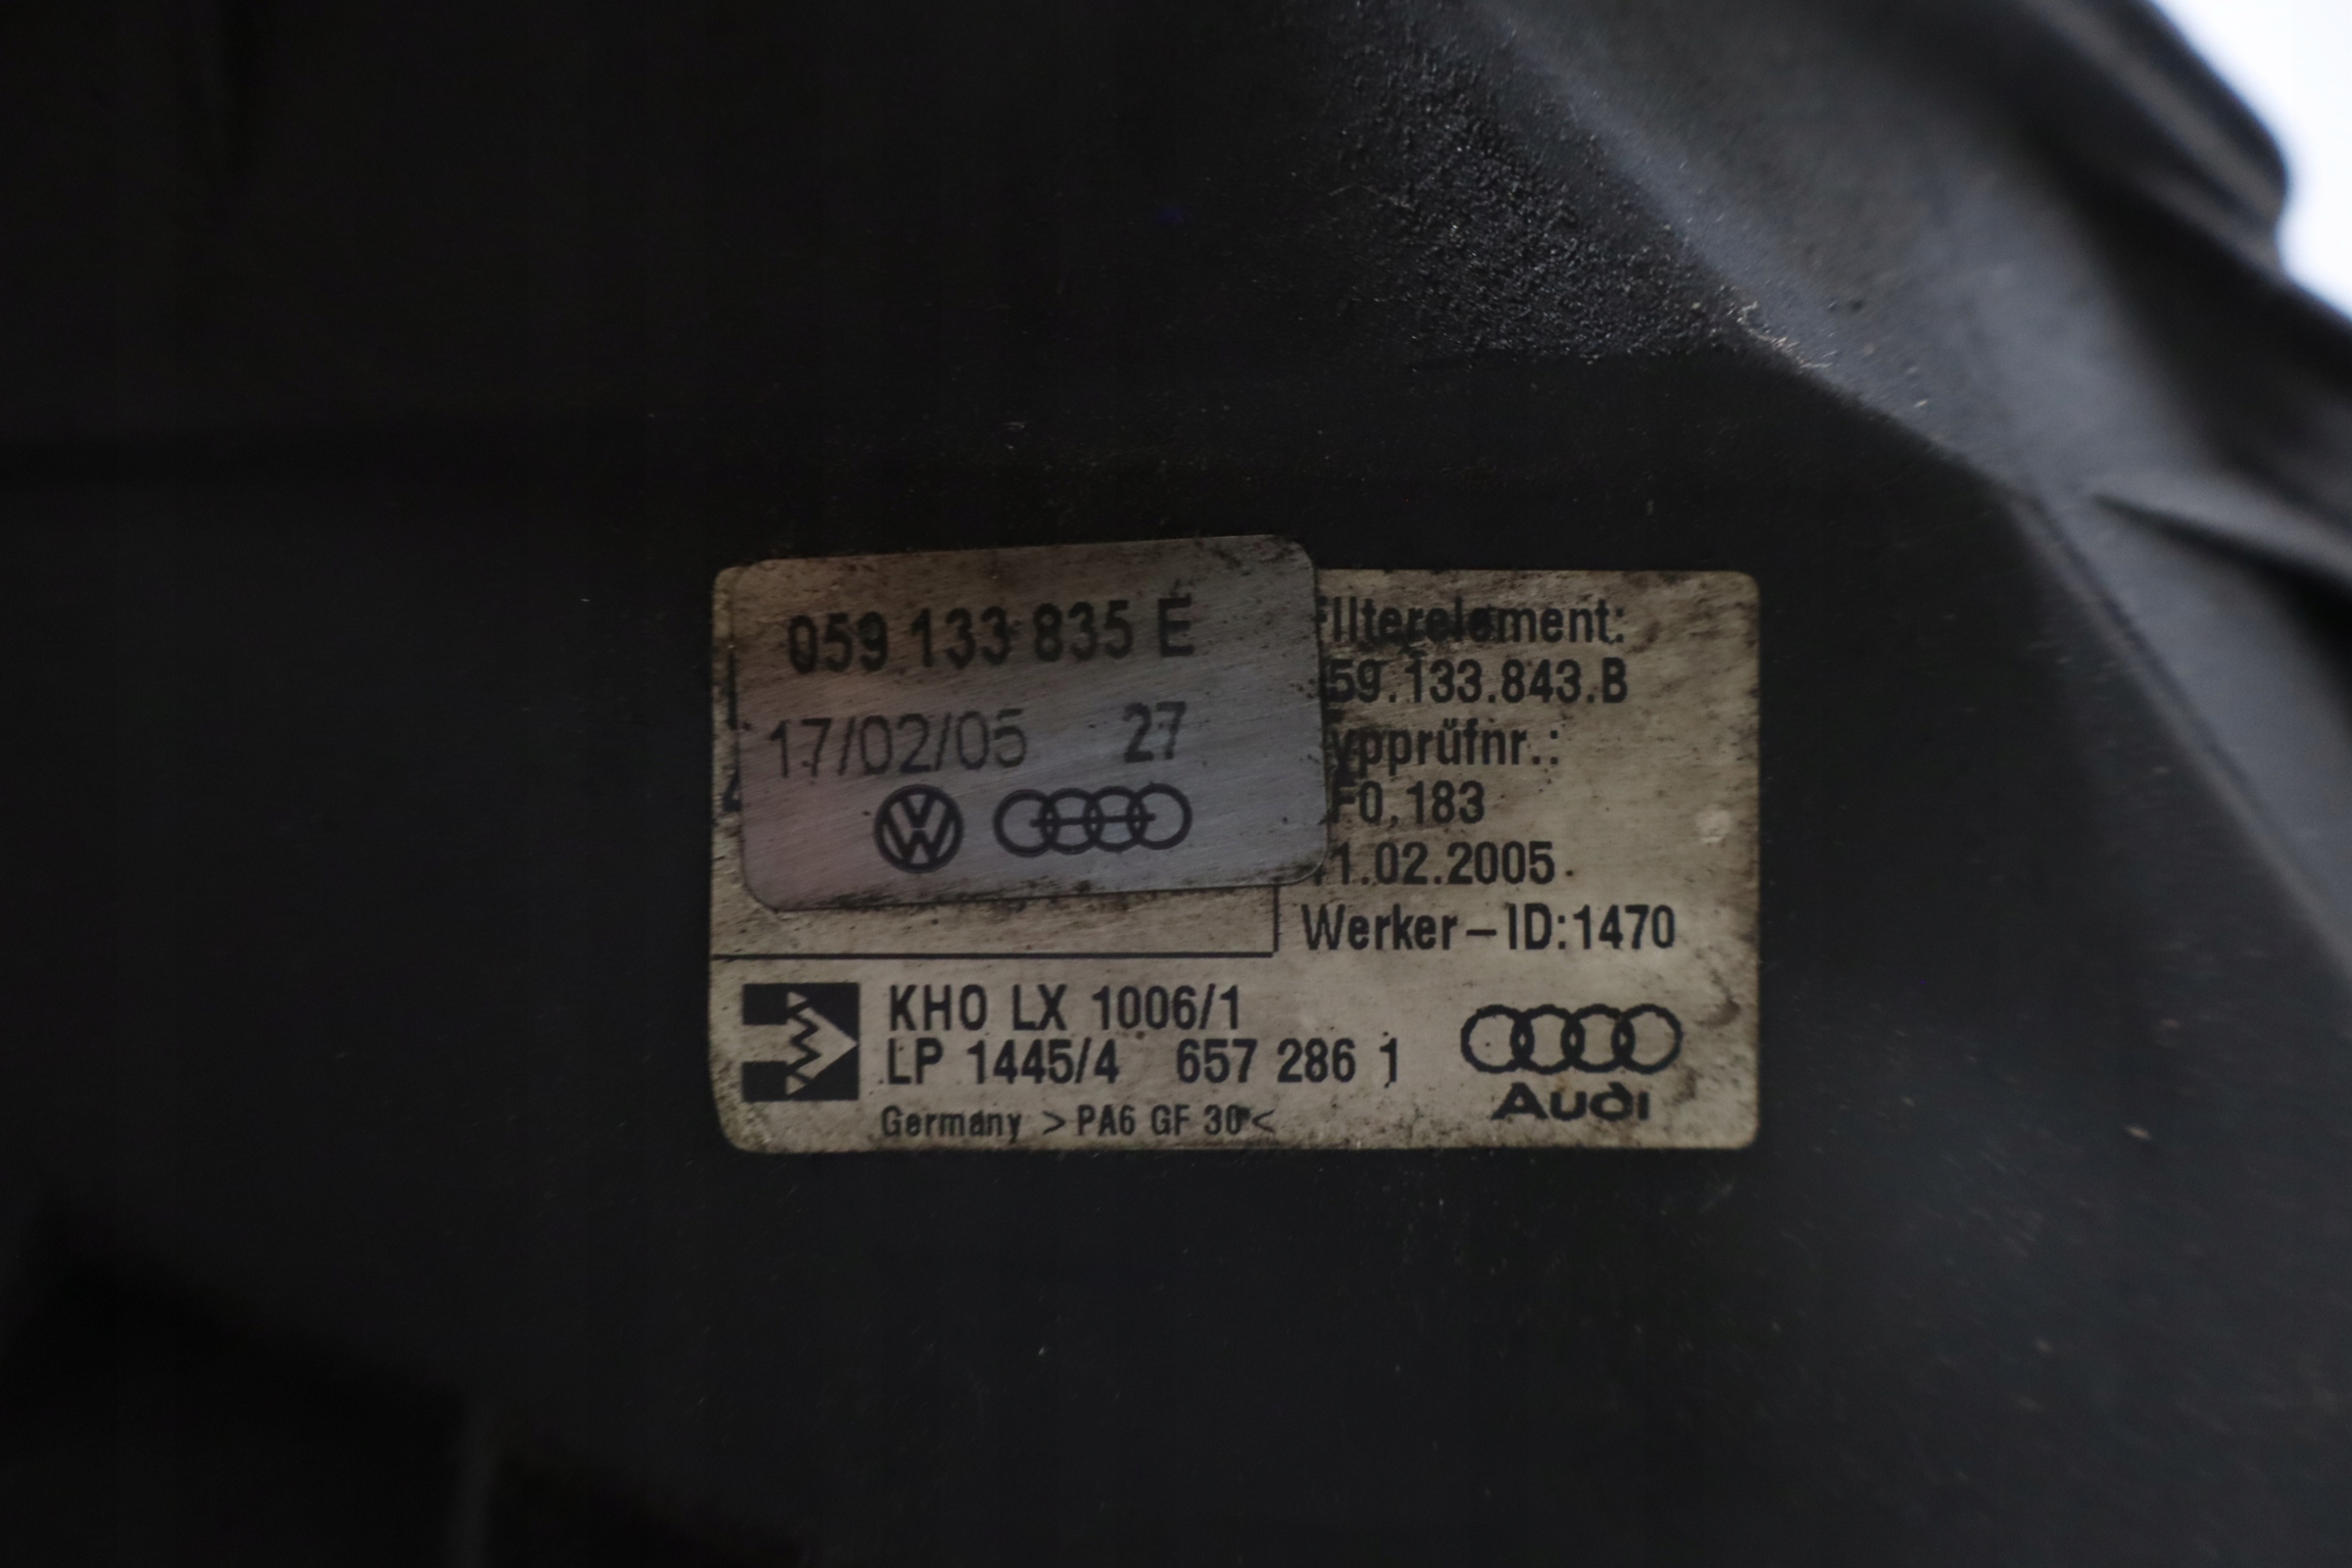 059 133 835 E
17/02/05 27
Filterelement:
59.133.843.B
ypprüfnr.:
F0.183
1.02.2005
Werker-ID:1470
KHO LX 1006/1
LP 1445/4 657 286 1
Germany >PA6 GF 30<
Audi